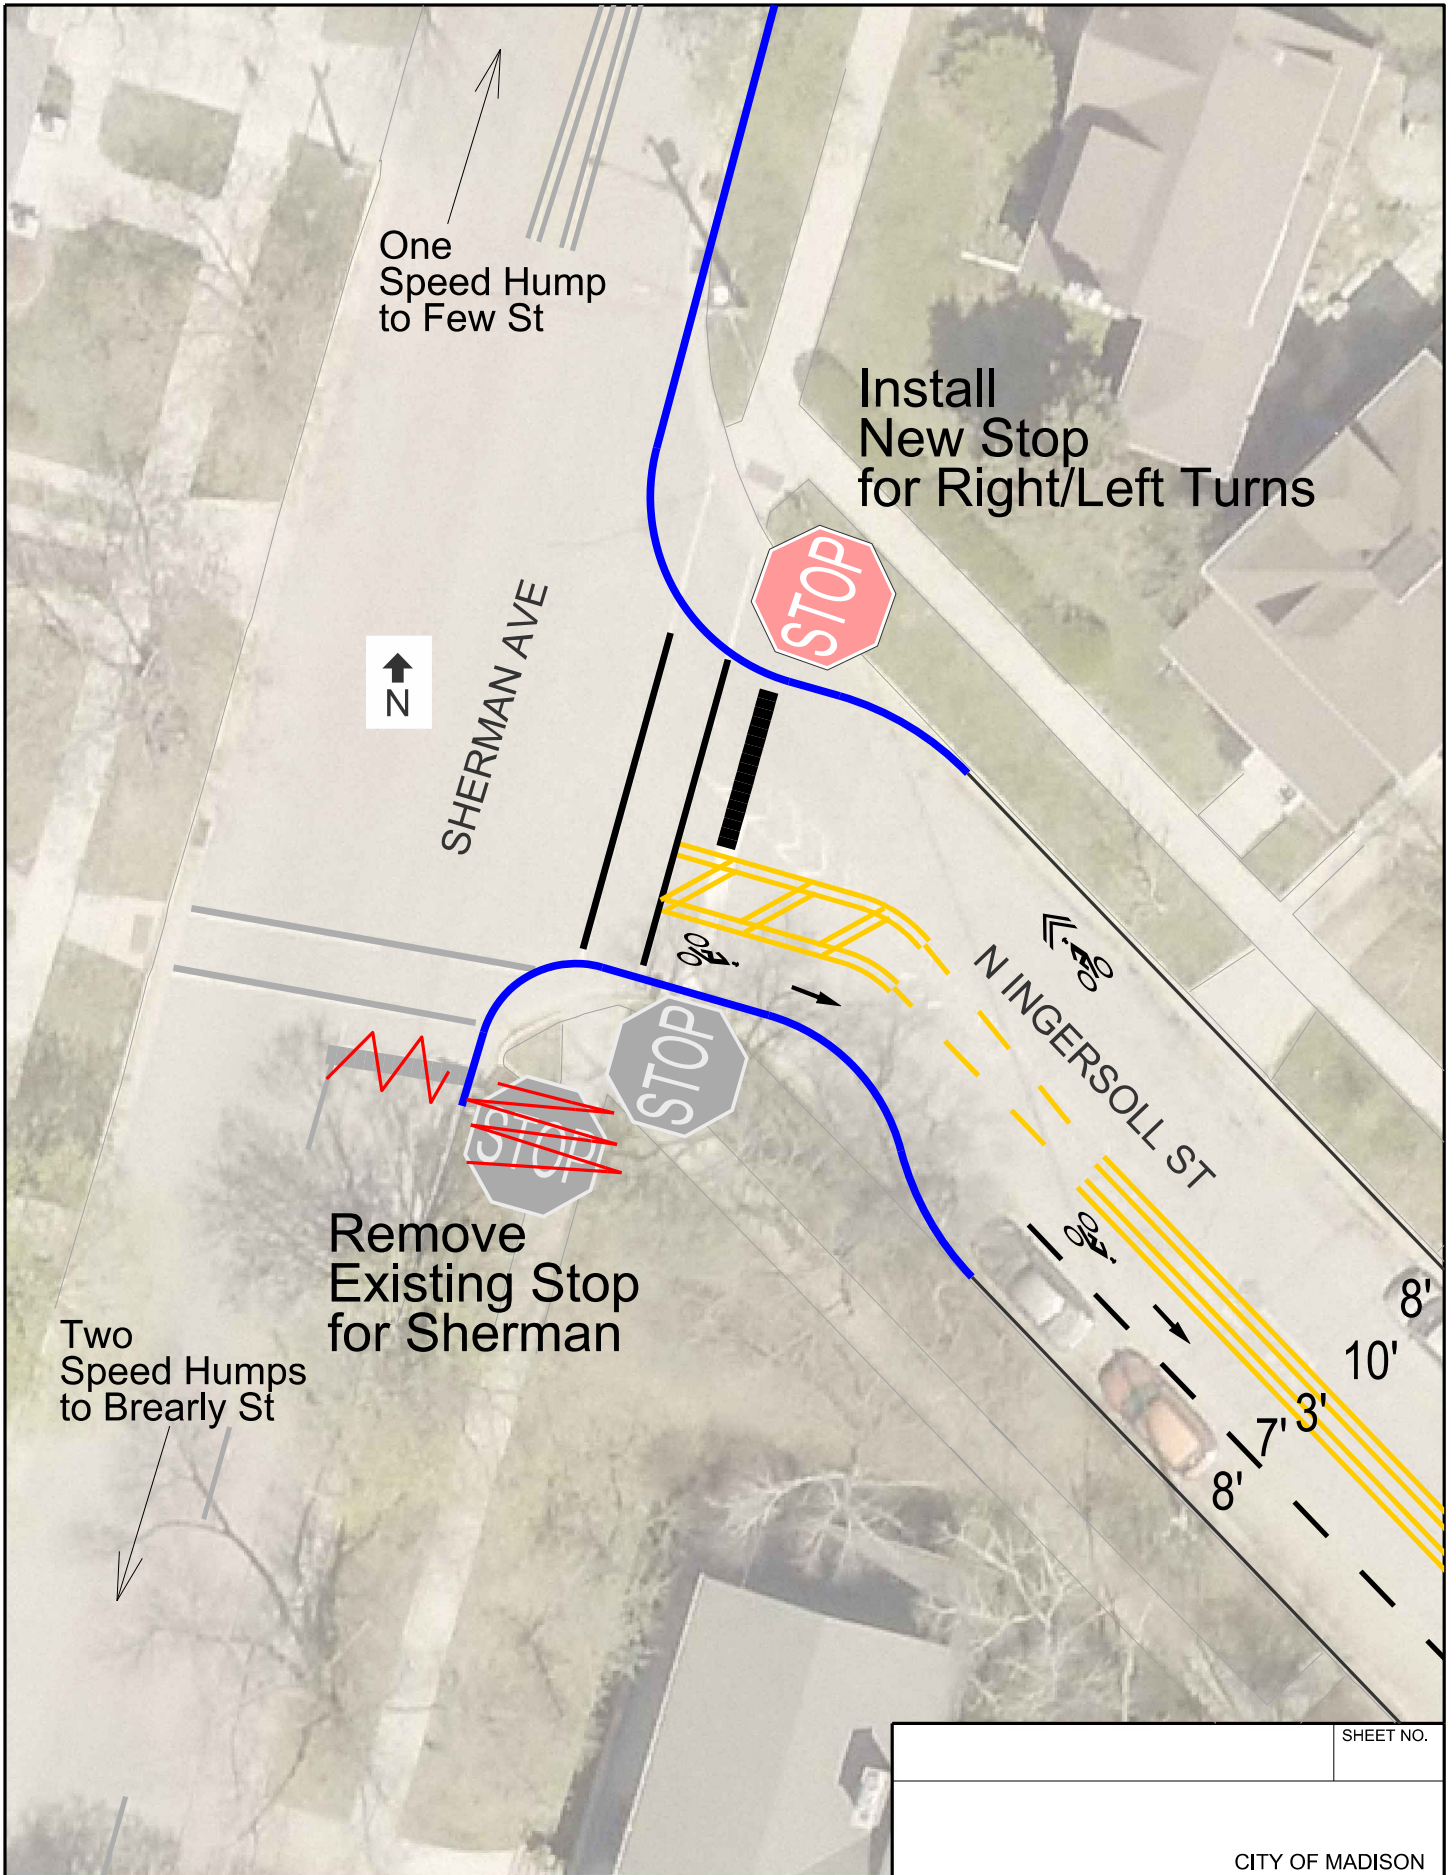 One
Speed Hump
to Few St
Install
New Stop
for Right/Left Turns
STOP
N
SHERMAN AVE
N INGERSOLL ST
STOP
STOP
Remove
Existing Stop
for Sherman
Two
Speed Humps
to Brearly St
8'
10'
3'
7'
8'
SHEET NO.
CITY OF MADISON